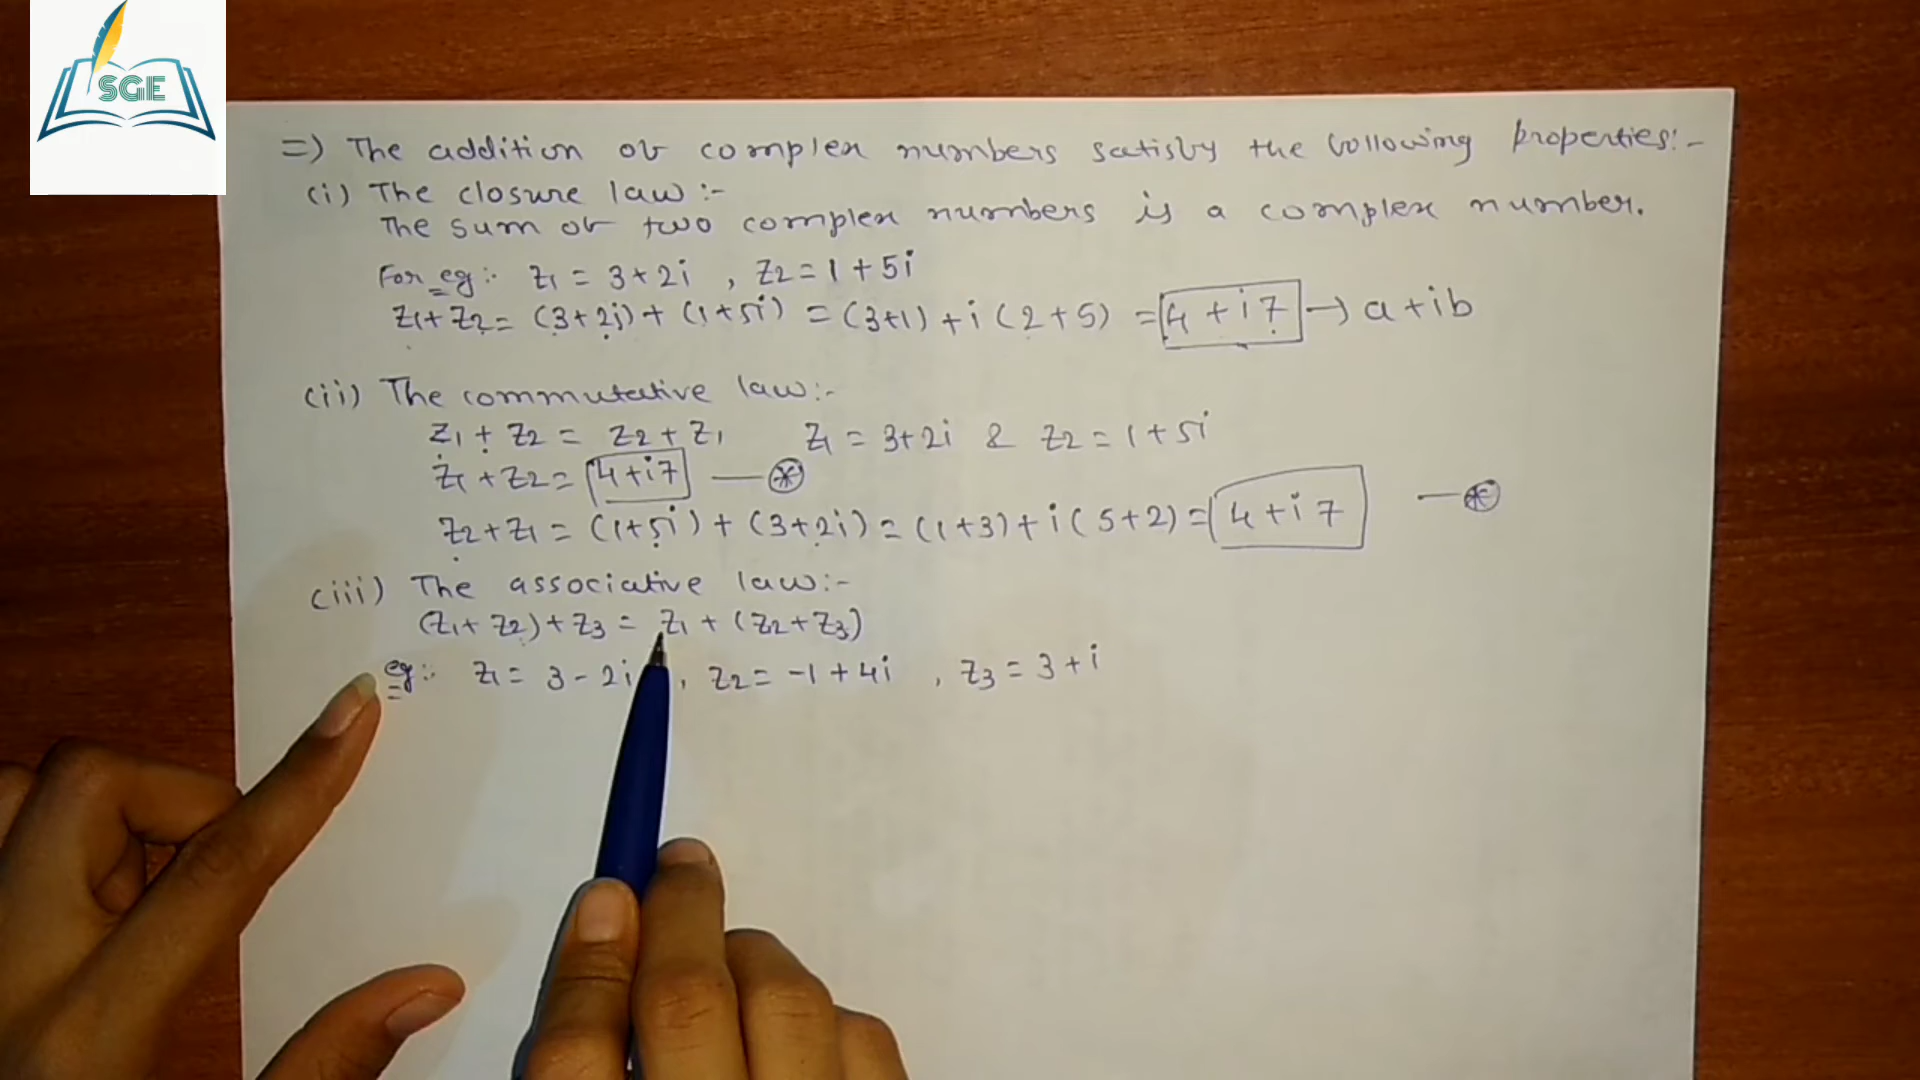 SGE
=) The addition of complex numbers satisfy the following properties:-
(i) The closure law :-
The sum of two complex numbers is a complex number.
For eg:- z1 = 3+2i , z2 = 1+5i
z1+z2 = (3+2i)+(1+5i) = (3+1)+i(2+5) = 4+i7 → a+ib
(ii) The commutative law:-
z1 + z2 = z2+z1 z1 = 3+2i & z2 = 1+5i
z1 + z2 = 4+i7 — *
z2+z1 = (1+5i)+(3+2i) = (1+3)+i(5+2) = 4+i7 — *
(iii) The associative law:-
(z1+z2)+z3 = z1+(z2+z3)
eg:- z1 = 3-2i , z2 = -1+4i , z3 = 3+i